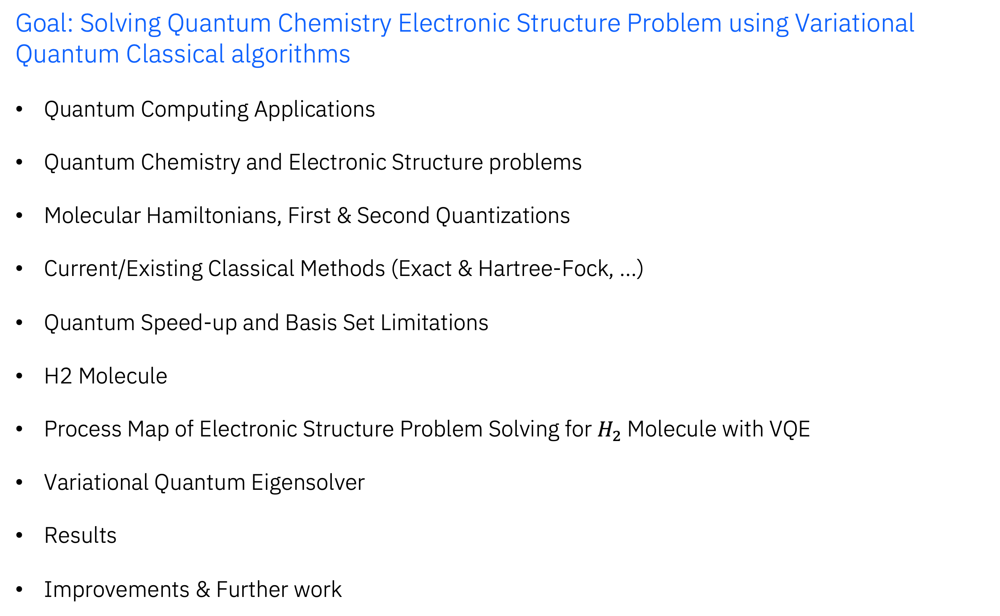 Goal: Solving Quantum Chemistry Electronic Structure Problem using Variational
Quantum Classical algorithms
• Quantum Computing Applications
• Quantum Chemistry and Electronic Structure problems
• Molecular Hamiltonians, First & Second Quantizations
• Current/Existing Classical Methods (Exact & Hartree-Fock, ...)
• Quantum Speed-up and Basis Set Limitations
• H2 Molecule
• Process Map of Electronic Structure Problem Solving for H₂ Molecule with VQE
• Variational Quantum Eigensolver
• Results
• Improvements & Further work